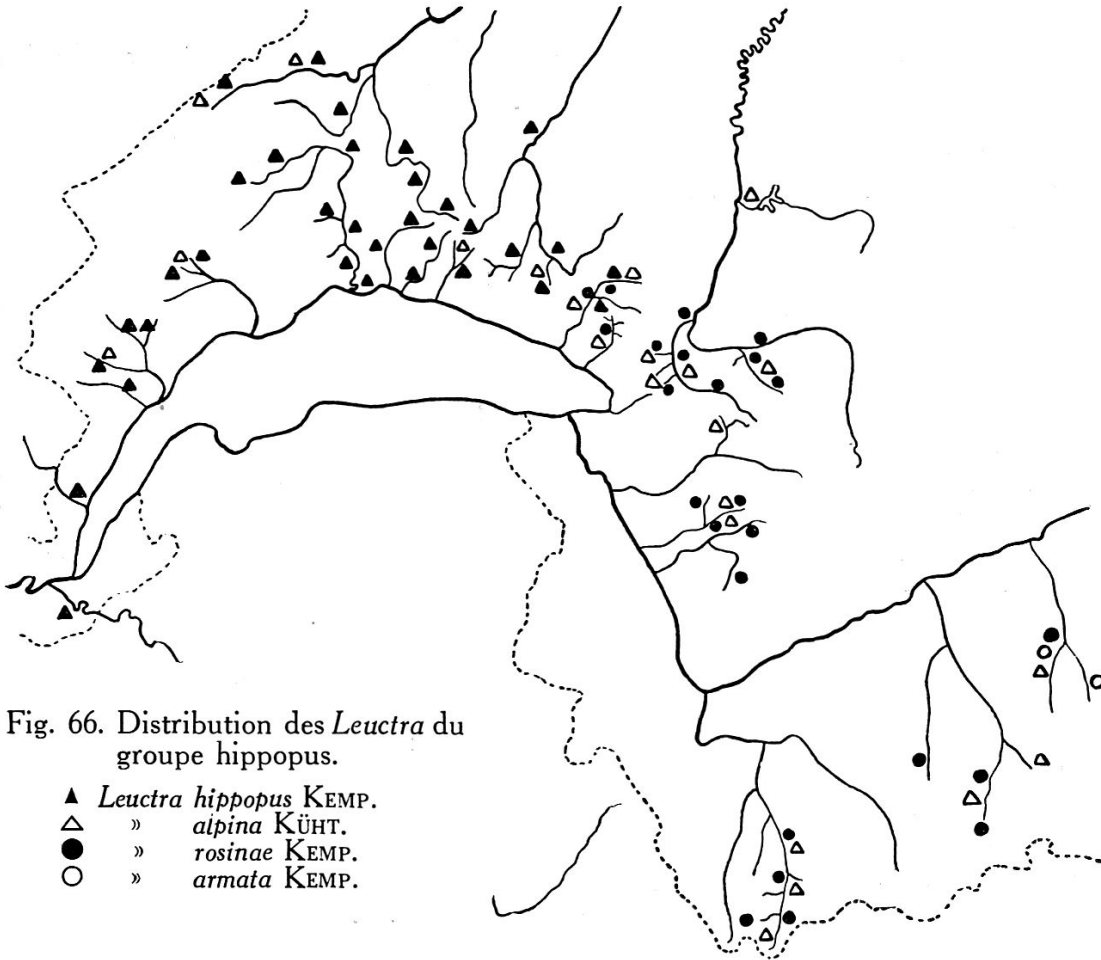 Fig. 66. Distribution des Leuctra du
groupe hippopus.
▲ Leuctra hippopus KEMP.
△ » alpina KÜHT.
● » rosinae KEMP.
○ » armata KEMP.